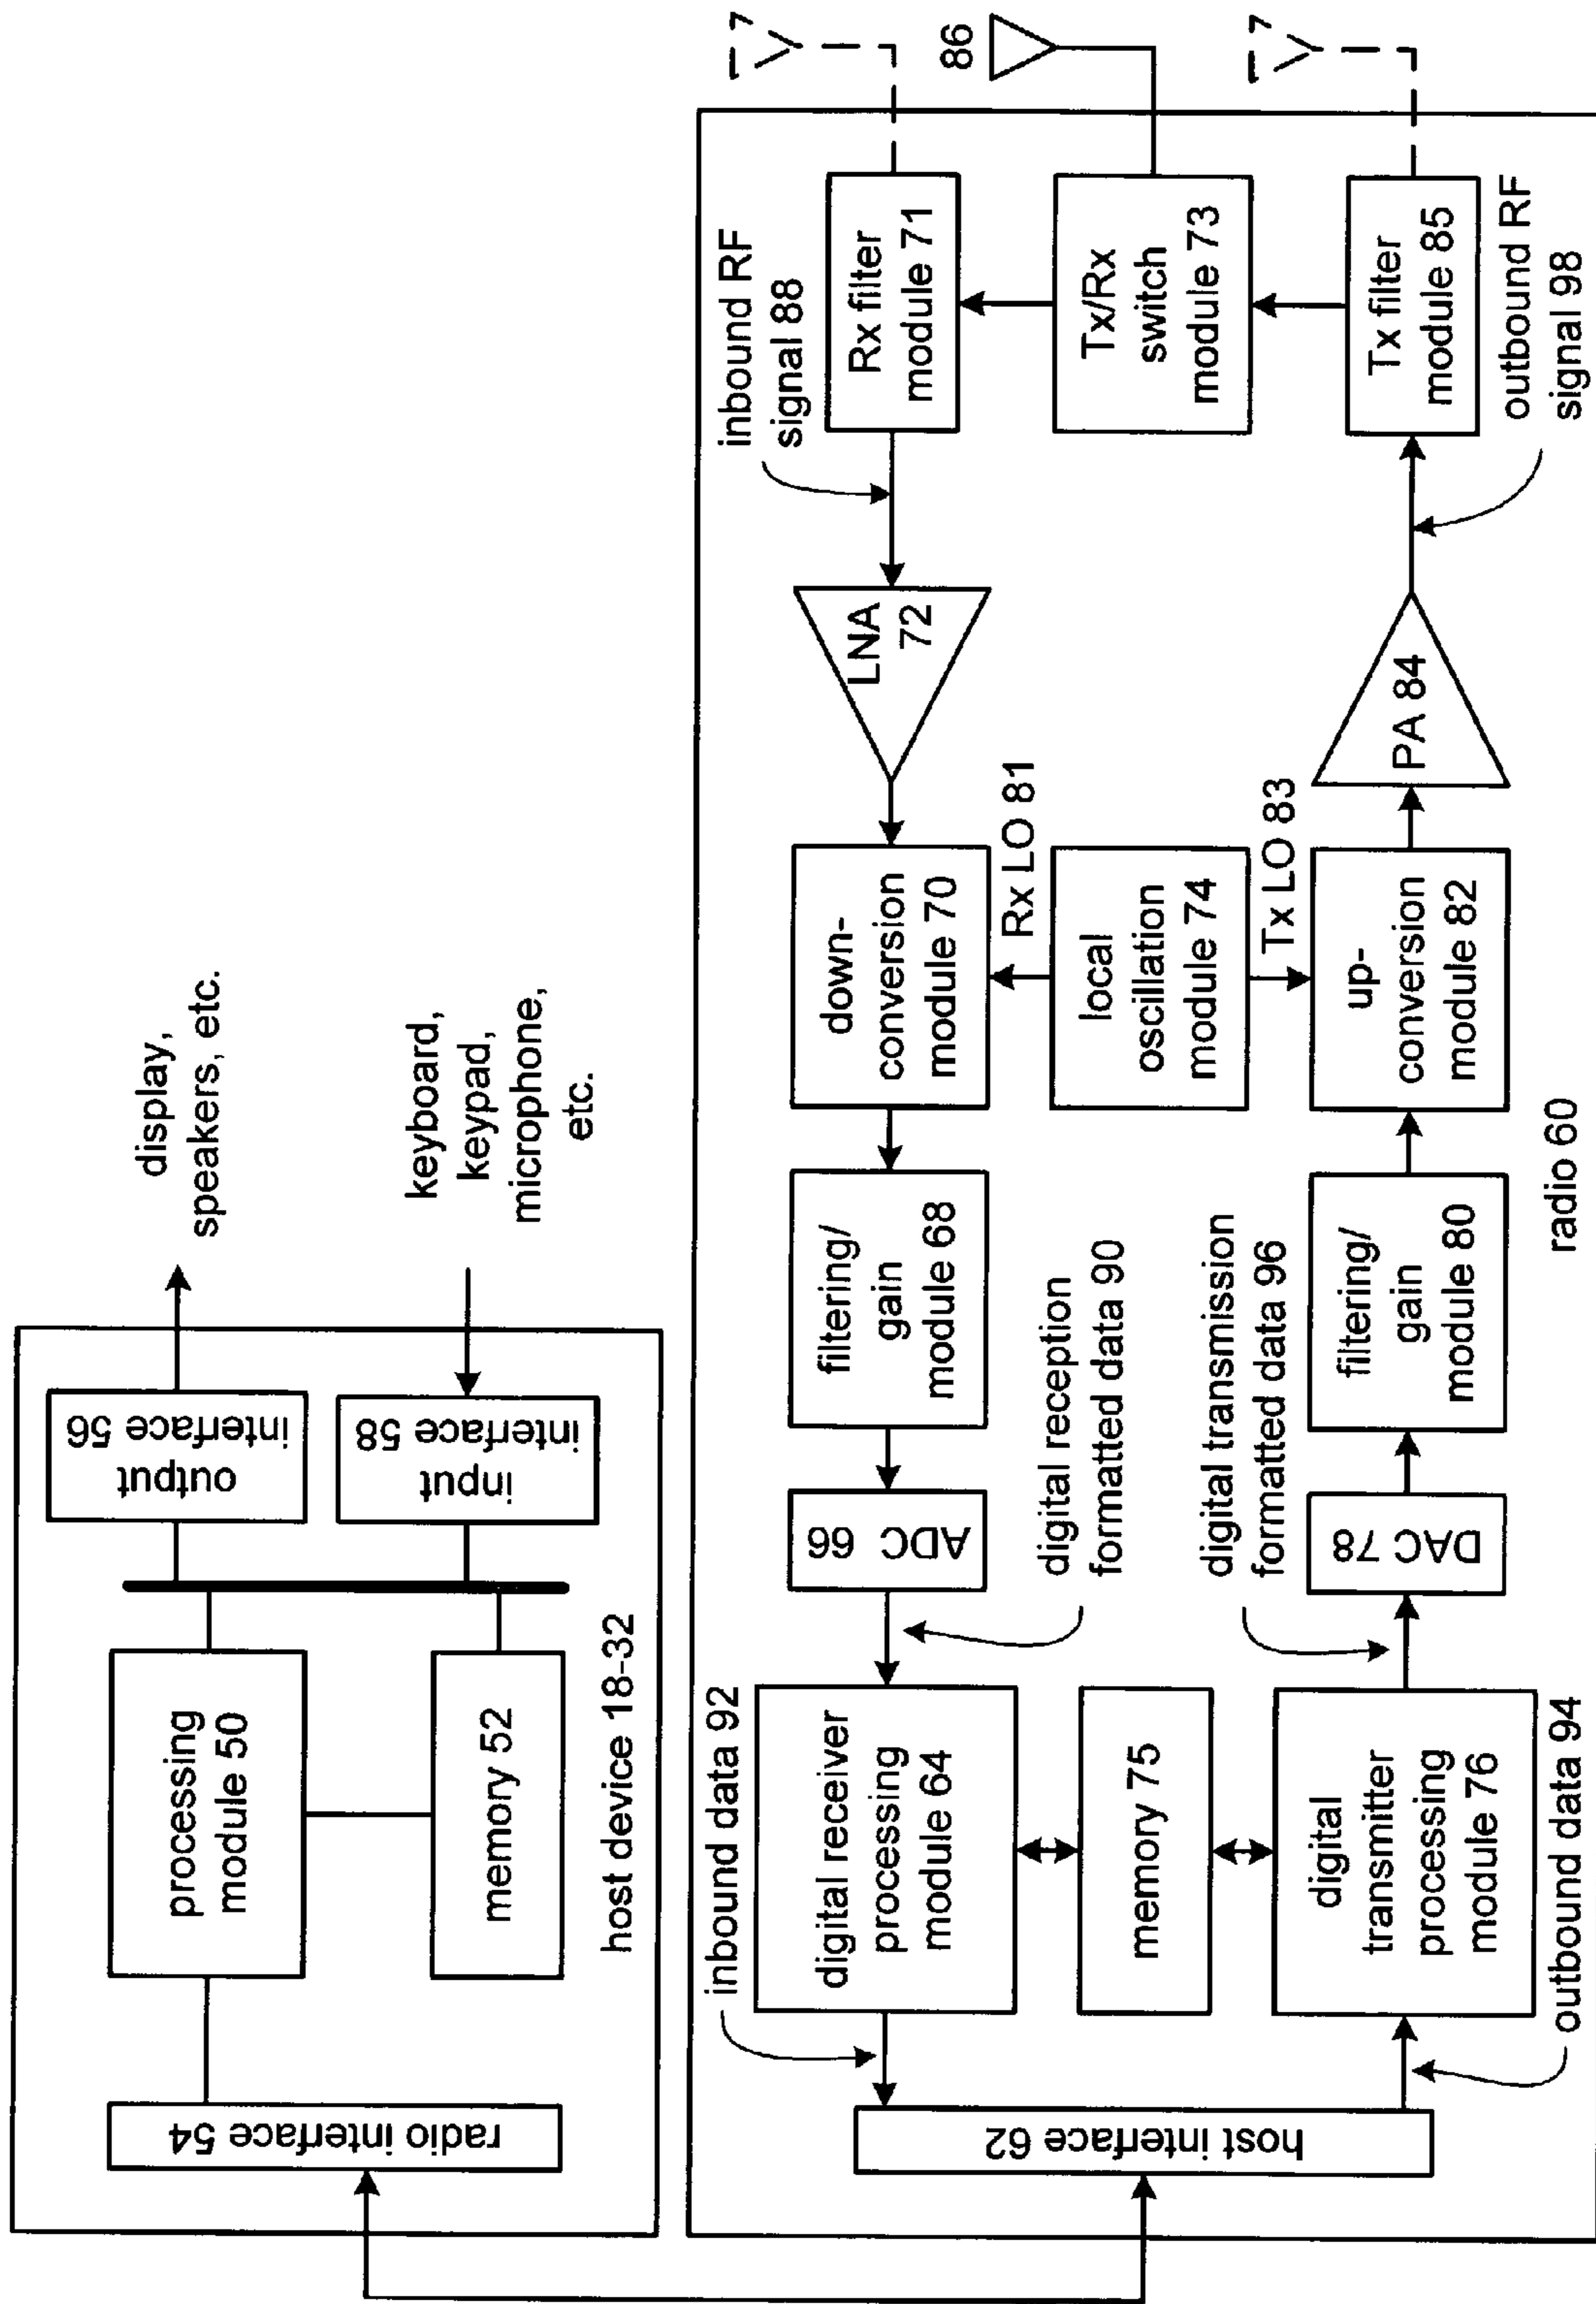 display,
speakers, etc.
keyboard,
keypad,
microphone,
etc.
output
interface 56
input
interface 58
processing
module 50
memory 52
radio interface 54
host device 18-32
inbound data 92
digital receiver
processing
module 64
memory 75
digital
transmitter
processing
module 76
outbound data 94
host interface 62
ADC 66
digital reception
formatted data 90
digital transmission
formatted data 96
DAC 78
filtering/
gain
module 68
filtering/
gain
module 80
radio 60
down-
conversion
module 70
Rx LO 81
local
oscillation
module 74
Tx LO 83
up-
conversion
module 82
LNA
72
PA 84
inbound RF
signal 88
Rx filter
module 71
Tx/Rx
switch
module 73
Tx filter
module 85
outbound RF
signal 98
86